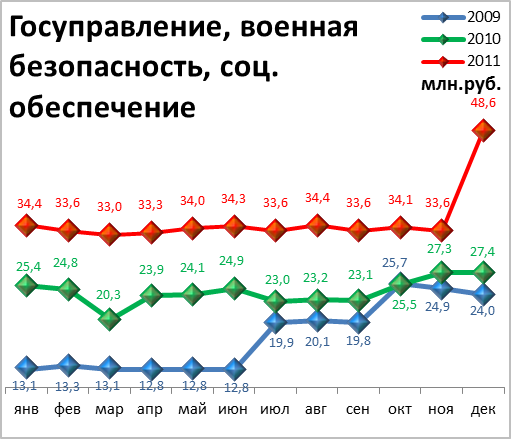 Госуправление, военная
безопасность, соц.
обеспечение
2009
2010
2011
млн.руб.
48,6
34,4 33,6 33,0 33,3 34,0 34,3 33,6 34,4 33,6 34,1 33,6
25,4 24,8 20,3 23,9 24,1 24,9 23,0 23,2 23,1 25,5 27,3 27,4
13,1 13,3 13,1 12,8 12,8 12,8 19,9 20,1 19,8 25,7 24,9 24,0
янв фев мар апр май июн июл авг сен окт ноя дек